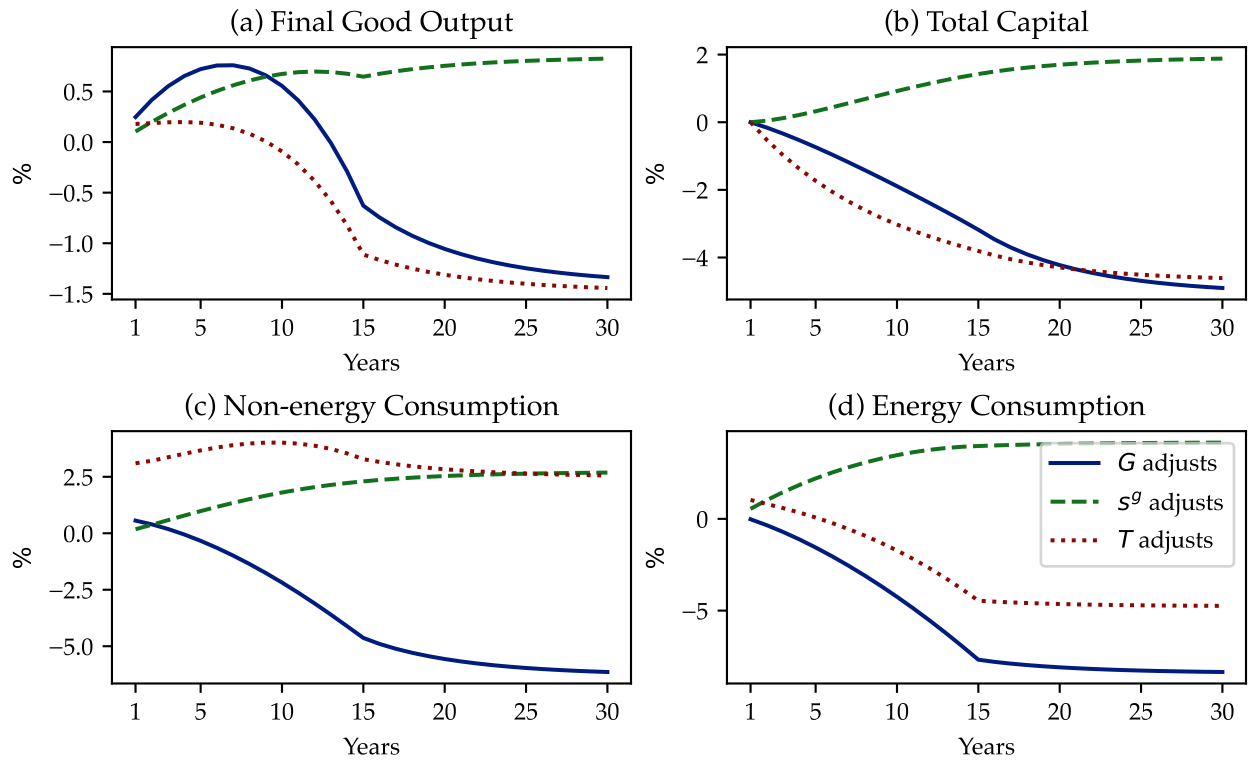 (a) Final Good Output
0.5
0.0
−0.5
−1.0
−1.5
%
1 5 10 15 20 25 30
Years
(b) Total Capital
2
0
−2
−4
%
1 5 10 15 20 25 30
Years
(c) Non-energy Consumption
2.5
0.0
−2.5
−5.0
%
1 5 10 15 20 25 30
Years
(d) Energy Consumption
0
−5
%
1 5 10 15 20 25 30
Years
G adjusts
s^g adjusts
T adjusts